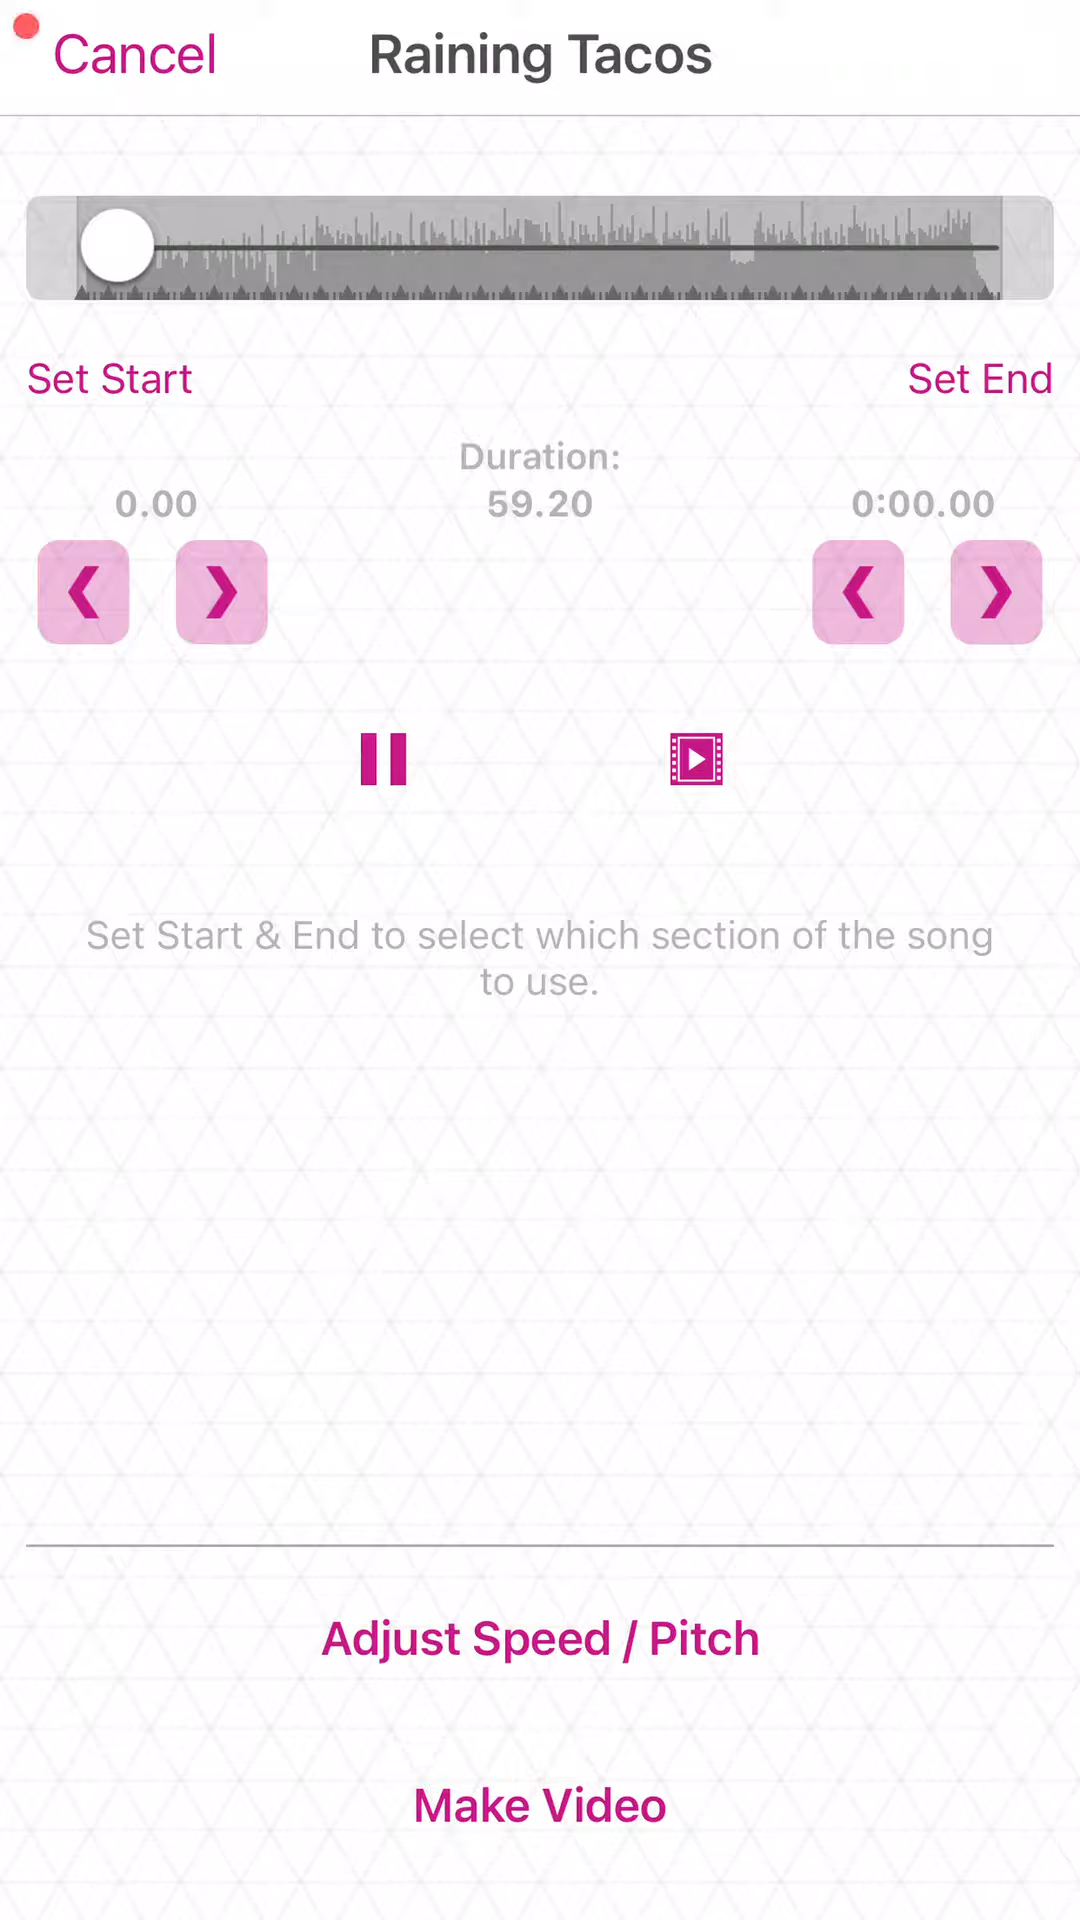 Cancel
Raining Tacos
Set Start
Set End
Duration:
0.00
59.20
0:00.00
Set Start & End to select which section of the song
to use.
Adjust Speed / Pitch
Make Video